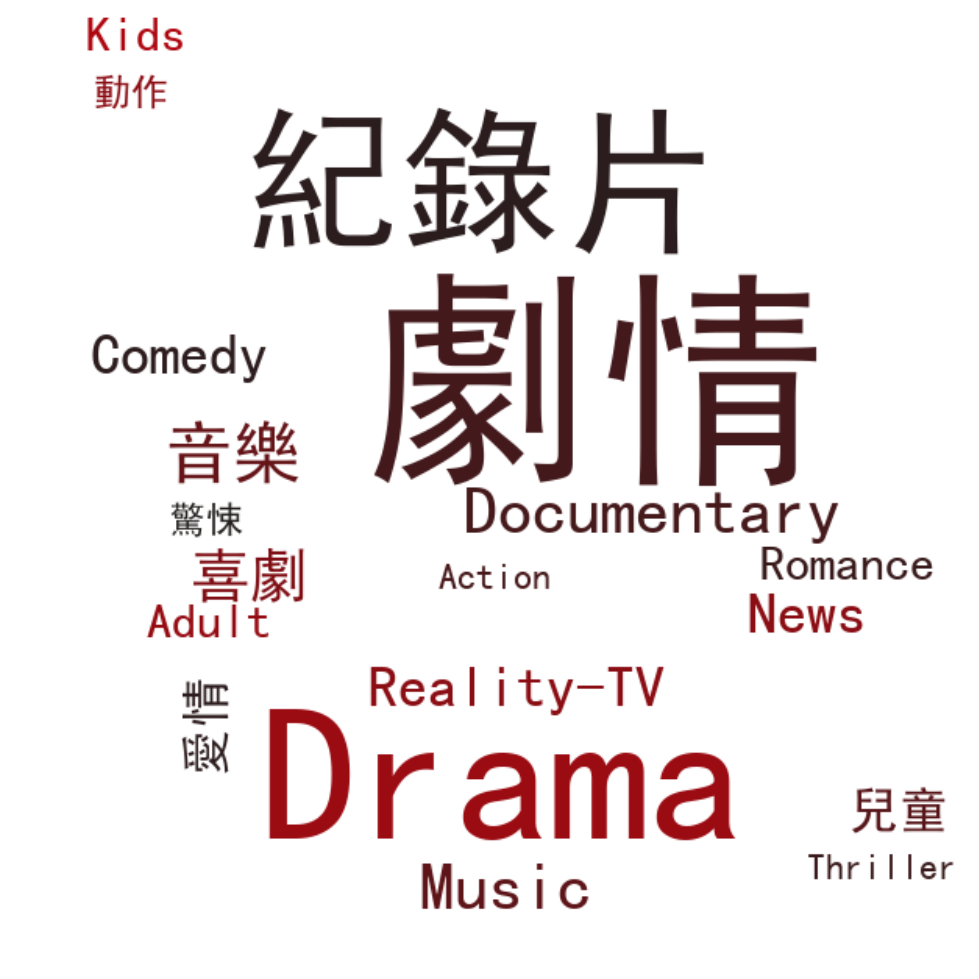 Kids
動作
紀錄片
劇情
Comedy
音樂
Documentary
驚悚
喜劇
Action
Romance
Adult
News
Reality-TV
愛情
Drama
兒童
Thriller
Music